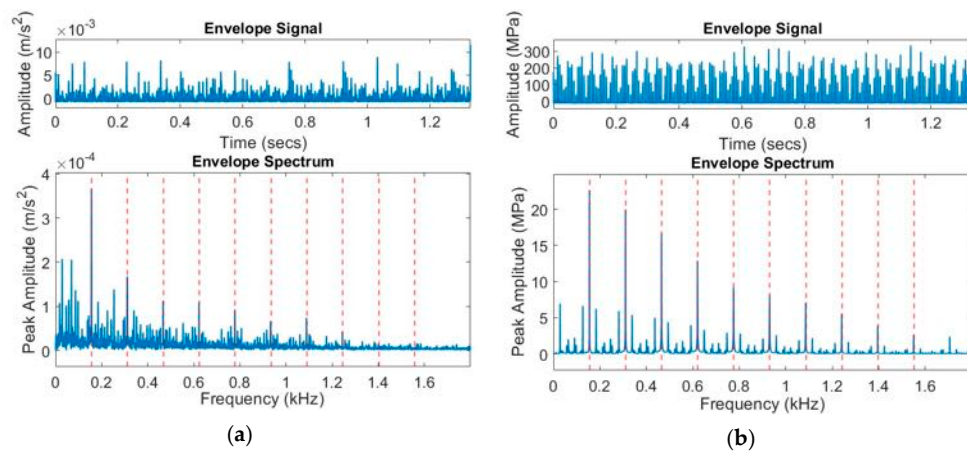 ×10⁻³
Envelope Signal
Amplitude (m/s²)
10
5
0
0 0.2 0.4 0.6 0.8 1 1.2
Time (secs)
×10⁻⁴
Envelope Spectrum
Peak Amplitude (m/s²)
4
3
2
1
0
0 0.2 0.4 0.6 0.8 1 1.2 1.4 1.6
Frequency (kHz)
(a)
Envelope Signal
Amplitude (MPa)
300
200
100
0
0 0.2 0.4 0.6 0.8 1 1.2
Time (secs)
Envelope Spectrum
Peak Amplitude (MPa)
20
15
10
5
0
0 0.2 0.4 0.6 0.8 1 1.2 1.4 1.6
Frequency (kHz)
(b)